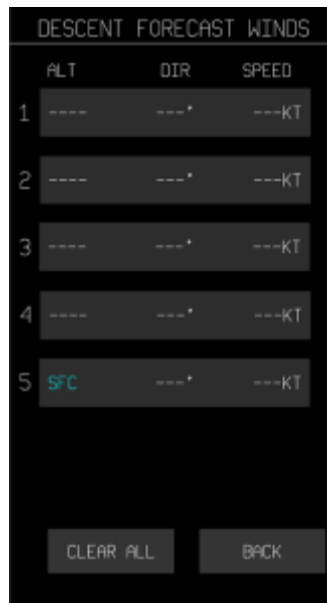 DESCENT FORECAST WINDS
ALT DIR SPEED
1 ---- ---° ---KT
2 ---- ---° ---KT
3 ---- ---° ---KT
4 ---- ---° ---KT
5 SFC ---° ---KT
CLEAR ALL BACK